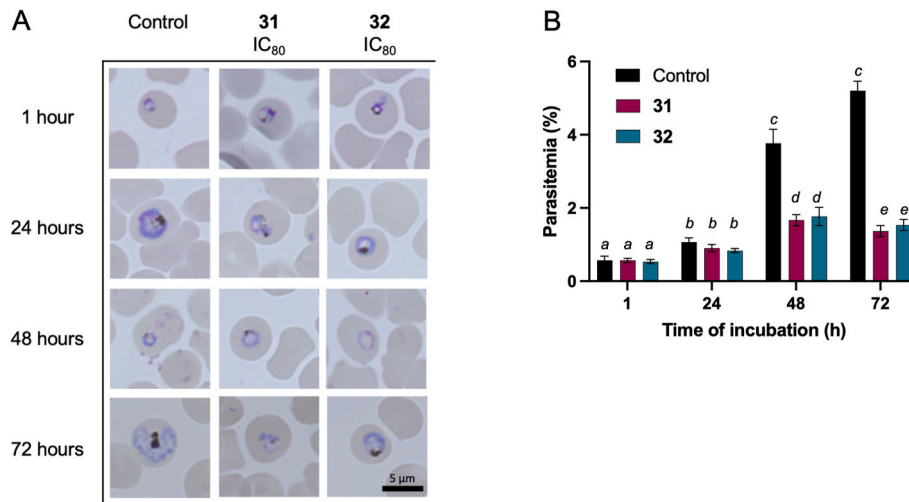 A
Control
31
IC₈₀
32
IC₈₀
1 hour
24 hours
48 hours
72 hours
5 µm
B
Parasitemia (%)
6
4
2
0
Control
31
32
a a a
b b b
c d d
c e e
1 24 48 72
Time of incubation (h)